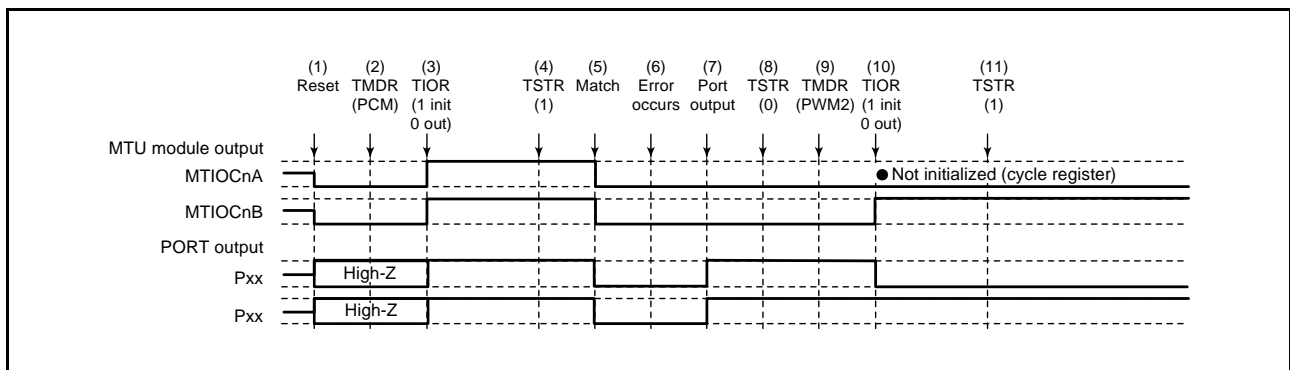 (1) (2) (3) (4) (5) (6) (7) (8) (9) (10) (11)
Reset TMDR TIOR TSTR Match Error Port TSTR TMDR TIOR TSTR
(PCM) (1 init (1) occurs output (0) (PWM2) (1 init (1)
0 out) 0 out)
MTU module output
MTIOCnA ● Not initialized (cycle register)
MTIOCnB
PORT output
Pxx High-Z
Pxx High-Z